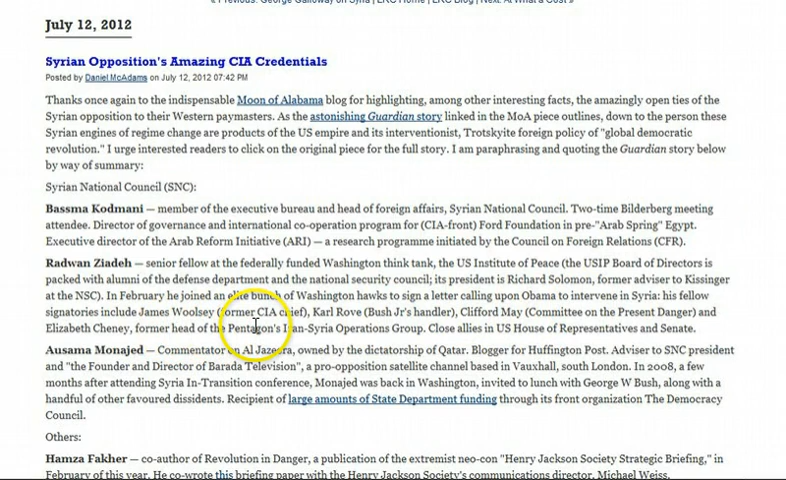 « Previous: George Galloway on Syria | LRC Home | LRC Blog | Next: At What a Cost »
July 12, 2012
Syrian Opposition's Amazing CIA Credentials
Posted by Daniel McAdams on July 12, 2012 07:42 PM
Thanks once again to the indispensable Moon of Alabama blog for highlighting, among other interesting facts, the amazingly open ties of the
Syrian opposition to their Western paymasters. As the astonishing Guardian story linked in the MoA piece outlines, down to the person these
Syrian engines of regime change are products of the US empire and its interventionist, Trotskyite foreign policy of "global democratic
revolution." I urge interested readers to click on the original piece for the full story. I am paraphrasing and quoting the Guardian story below
by way of summary:
Syrian National Council (SNC):
Bassma Kodmani — member of the executive bureau and head of foreign affairs, Syrian National Council. Two-time Bilderberg meeting
attendee. Director of governance and international co-operation program for (CIA-front) Ford Foundation in pre-"Arab Spring" Egypt.
Executive director of the Arab Reform Initiative (ARI) — a research programme initiated by the Council on Foreign Relations (CFR).
Radwan Ziadeh — senior fellow at the federally funded Washington think tank, the US Institute of Peace (the USIP Board of Directors is
packed with alumni of the defense department and the national security council; its president is Richard Solomon, former adviser to Kissinger
at the NSC). In February he joined an elite bunch of Washington hawks to sign a letter calling upon Obama to intervene in Syria: his fellow
signatories include James Woolsey (former CIA chief), Karl Rove (Bush Jr's handler), Clifford May (Committee on the Present Danger) and
Elizabeth Cheney, former head of the Pentagon's Iran-Syria Operations Group. Close allies in US House of Representatives and Senate.
Ausama Monajed — Commentator on Al Jazeera, owned by the dictatorship of Qatar. Blogger for Huffington Post. Adviser to SNC president
and "the Founder and Director of Barada Television", a pro-opposition satellite channel based in Vauxhall, south London. In 2008, a few
months after attending Syria In-Transition conference, Monajed was back in Washington, invited to lunch with George W Bush, along with a
handful of other favoured dissidents. Recipient of large amounts of State Department funding through its front organization The Democracy
Council.
Others:
Hamza Fakher — co-author of Revolution in Danger, a publication of the extremist neo-con "Henry Jackson Society Strategic Briefing," in
February of this year. He co-wrote this briefing paper with the Henry Jackson Society's communications director, Michael Weiss.